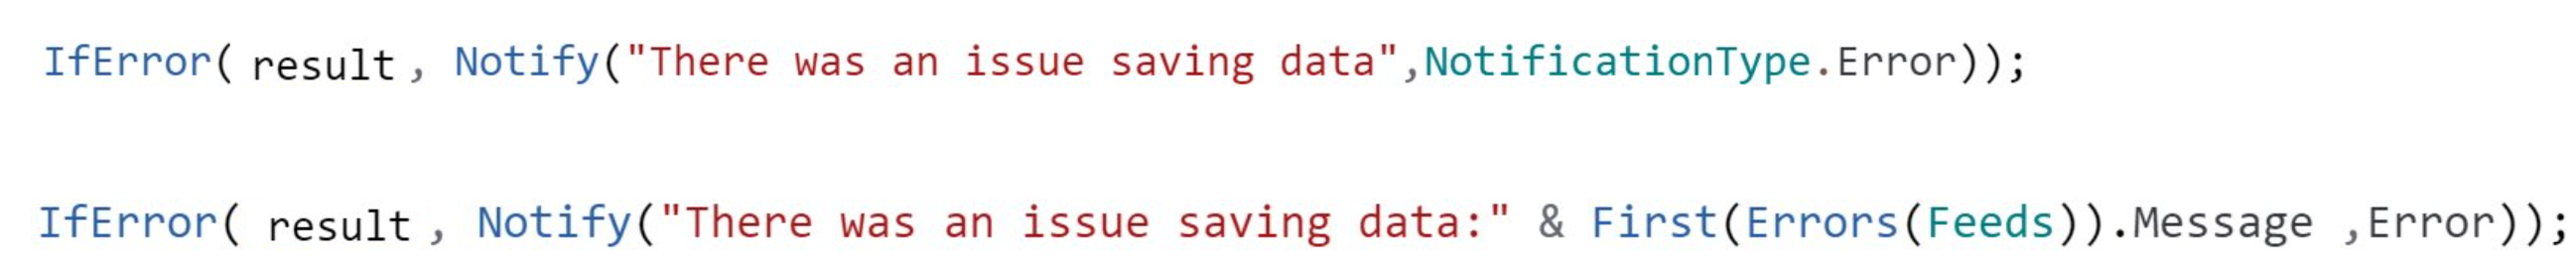 IfError( result , Notify("There was an issue saving data",NotificationType.Error));
IfError( result , Notify("There was an issue saving data:" & First(Errors(Feeds)).Message ,Error));